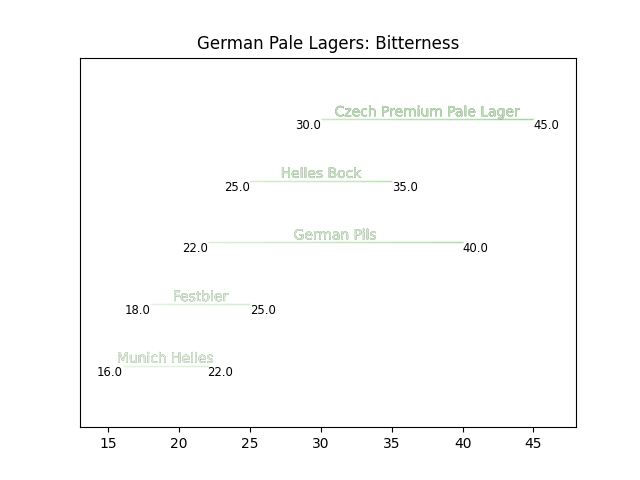 German Pale Lagers: Bitterness
Czech Premium Pale Lager
30.0 45.0
Helles Bock
25.0 35.0
German Pils
22.0 40.0
Festbier
18.0 25.0
Munich Helles
16.0 22.0
15 20 25 30 35 40 45